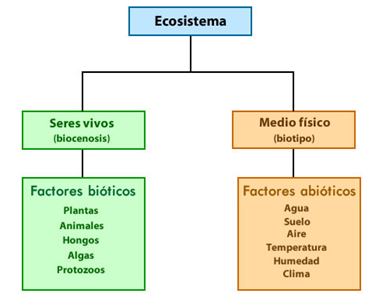 Ecosistema
Seres vivos
(biocenosis)
Medio físico
(biotipo)
Factores bióticos
Plantas
Animales
Hongos
Algas
Protozoos
Factores abióticos
Agua
Suelo
Aire
Temperatura
Humedad
Clima